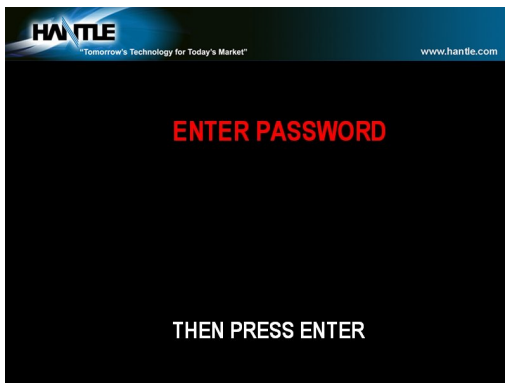 HANTLE
"Tomorrow's Technology for Today's Market"
www.hantle.com
ENTER PASSWORD
THEN PRESS ENTER